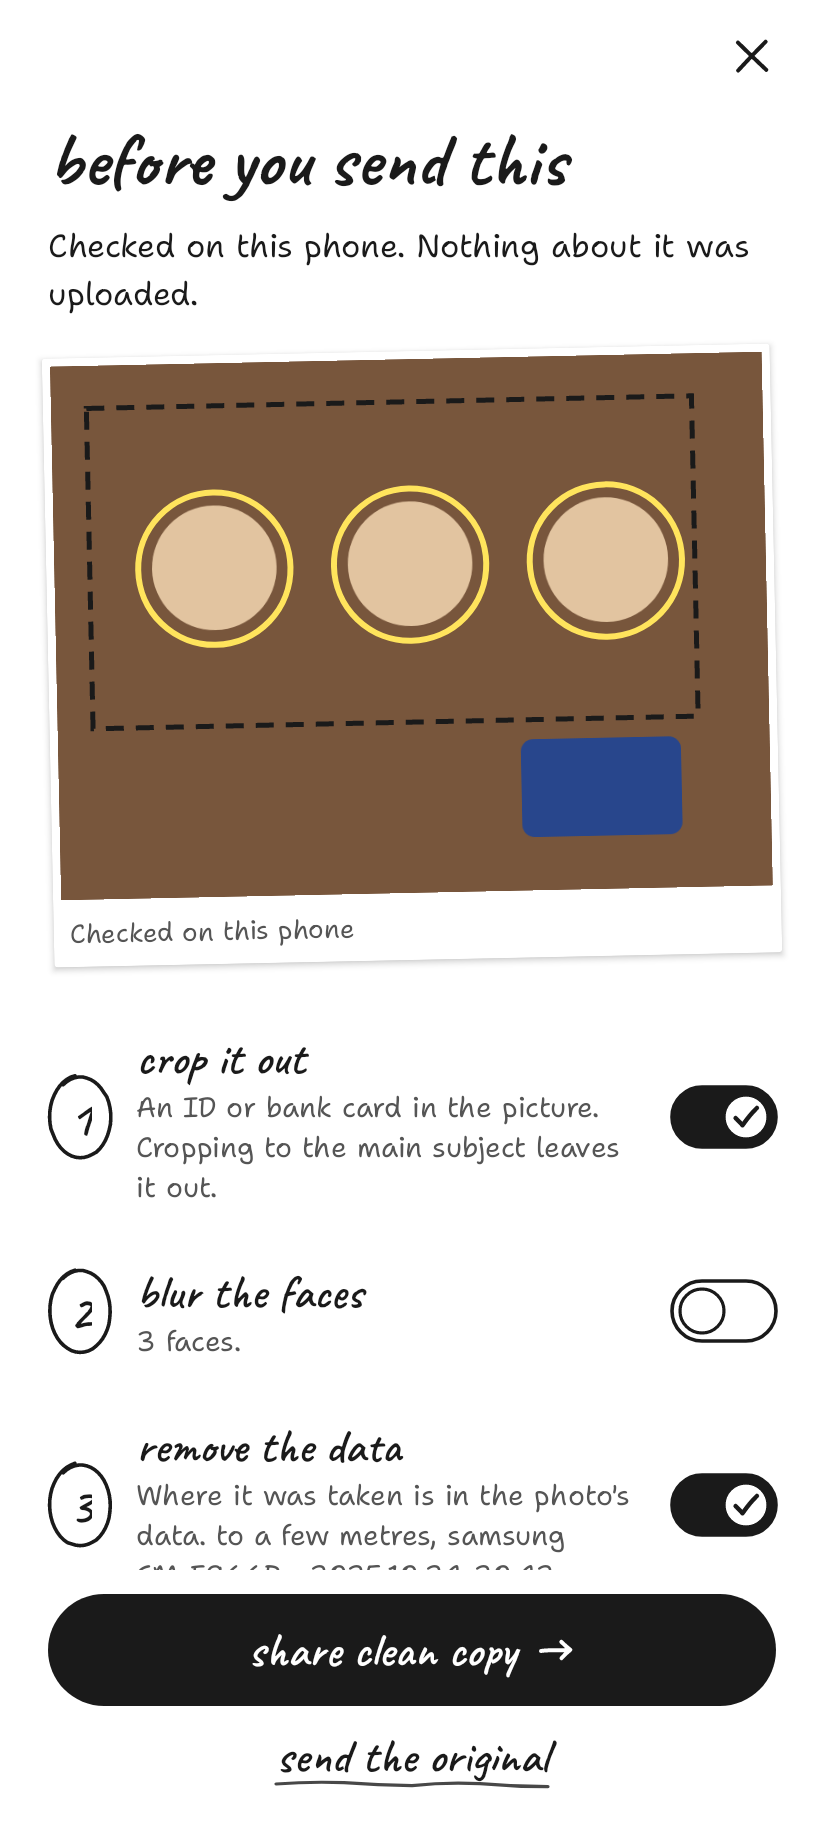 before you send this
Checked on this phone. Nothing about it was
uploaded.
Checked on this phone
1
crop it out
An ID or bank card in the picture.
Cropping to the main subject leaves
it out.
2
blur the faces
3 faces.
3
remove the data
Where it was taken is in the photo's
data. to a few metres, samsung
share clean copy →
send the original